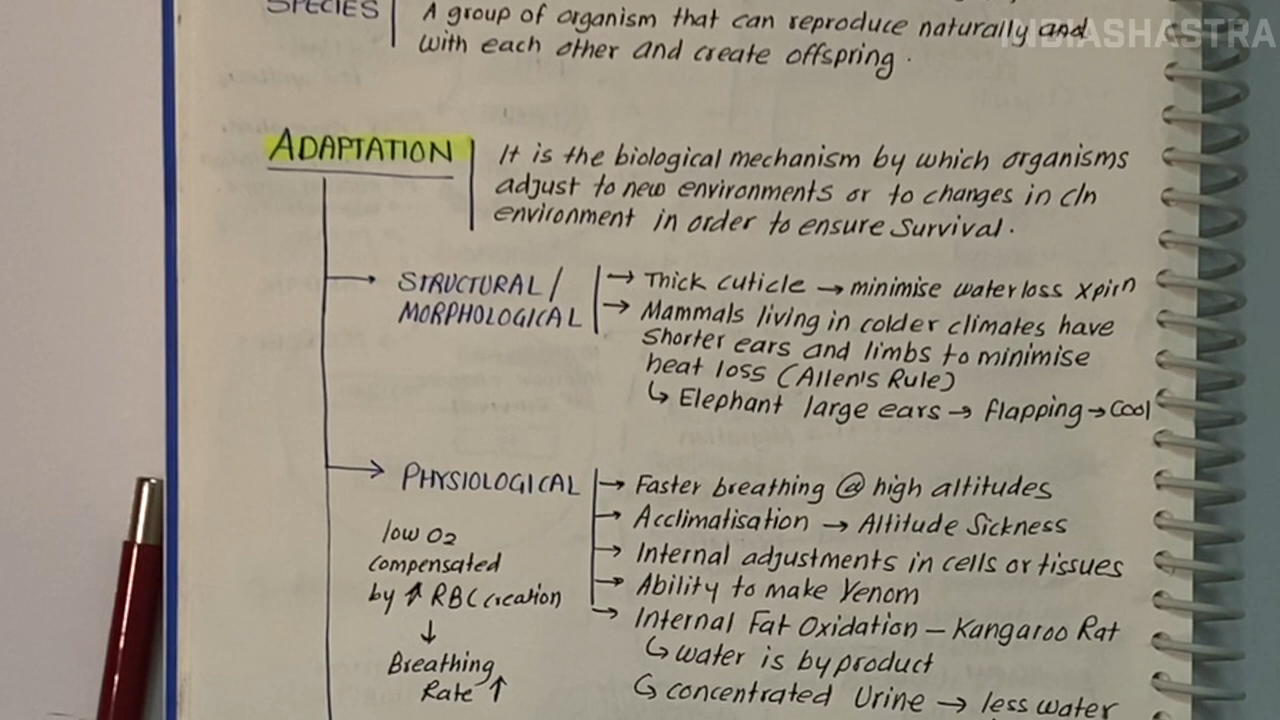 INDIASHASTRA
SPECIES
A group of organism that can reproduce naturally and
with each other and create offspring.
ADAPTATION
It is the biological mechanism by which organisms
adjust to new environments or to changes in c/n
environment in order to ensure Survival.
STRUCTURAL /
MORPHOLOGICAL
→ Thick cuticle → minimise water loss xpirⁿ
→ Mammals living in colder climates have
shorter ears and limbs to minimise
heat loss (Allen's Rule)
↳ Elephant large ears → flapping → Cool
PHYSIOLOGICAL
→ Faster breathing @ high altitudes
→ Acclimatisation → Altitude Sickness
→ Internal adjustments in cells or tissues
→ Ability to make Venom
→ Internal Fat Oxidation – Kangaroo Rat
↳ water is byproduct
↳ concentrated Urine → less water
low O2
compensated
by ↑ RBC creation
↓
Breathing
Rate ↑